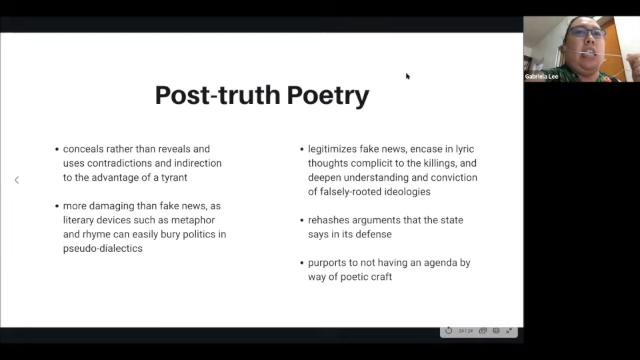 Post-truth Poetry
• conceals rather than reveals and
uses contradictions and indirection
to the advantage of a tyrant
• more damaging than fake news, as
literary devices such as metaphor
and rhyme can easily bury politics in
pseudo-dialectics
• legitimizes fake news, encase in lyric
thoughts complicit to the killings, and
deepen understanding and conviction
of falsely-rooted ideologies
• rehashes arguments that the state
says in its defense
• purports to not having an agenda by
way of poetic craft
Gabriela Lee